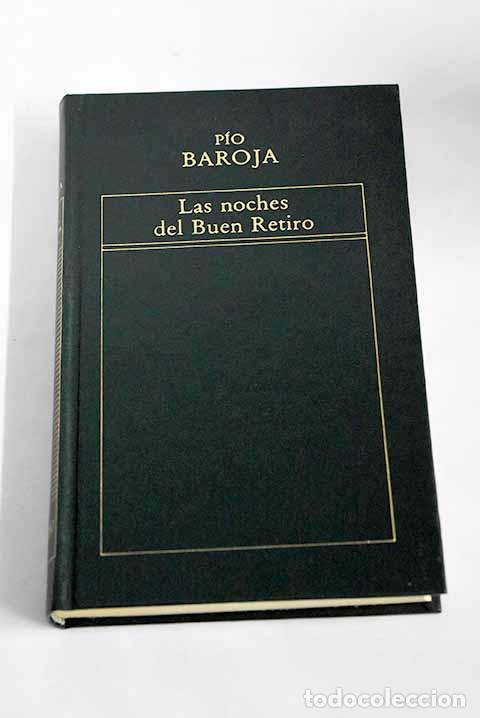 PÍO
BAROJA
Las noches
del Buen Retiro
todocoleccion